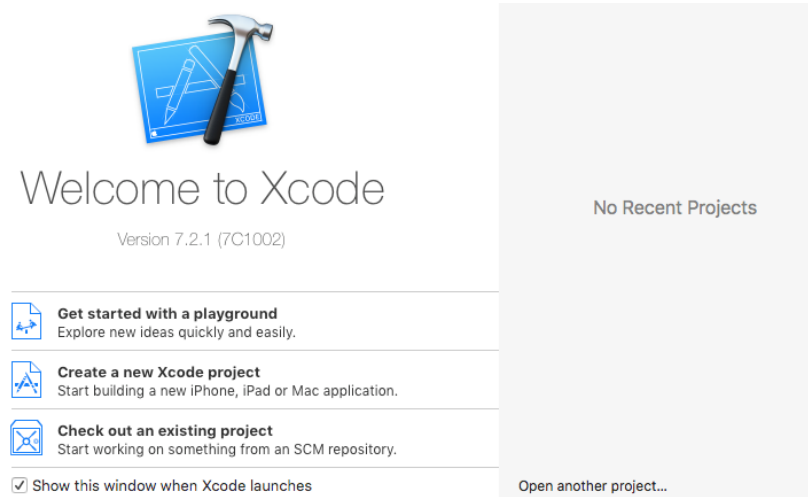 XCODE
Welcome to Xcode
Version 7.2.1 (7C1002)
No Recent Projects
Get started with a playground
Explore new ideas quickly and easily.
Create a new Xcode project
Start building a new iPhone, iPad or Mac application.
Check out an existing project
Start working on something from an SCM repository.
Show this window when Xcode launches
Open another project...